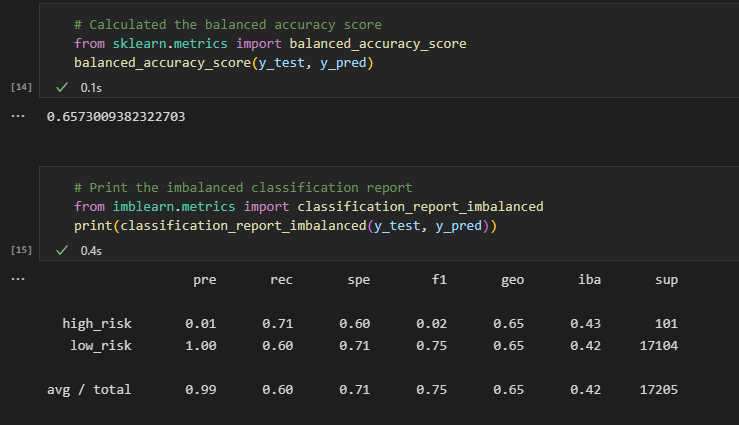 # Calculated the balanced accuracy score
from sklearn.metrics import balanced_accuracy_score
balanced_accuracy_score(y_test, y_pred)
[14] ✓ 0.1s
... 0.6573009382322703
# Print the imbalanced classification report
from imblearn.metrics import classification_report_imbalanced
print(classification_report_imbalanced(y_test, y_pred))
[15] ✓ 0.4s
...
pre rec spe f1 geo iba sup
high_risk 0.01 0.71 0.60 0.02 0.65 0.43 101
low_risk 1.00 0.60 0.71 0.75 0.65 0.42 17104
avg / total 0.99 0.60 0.71 0.75 0.65 0.42 17205